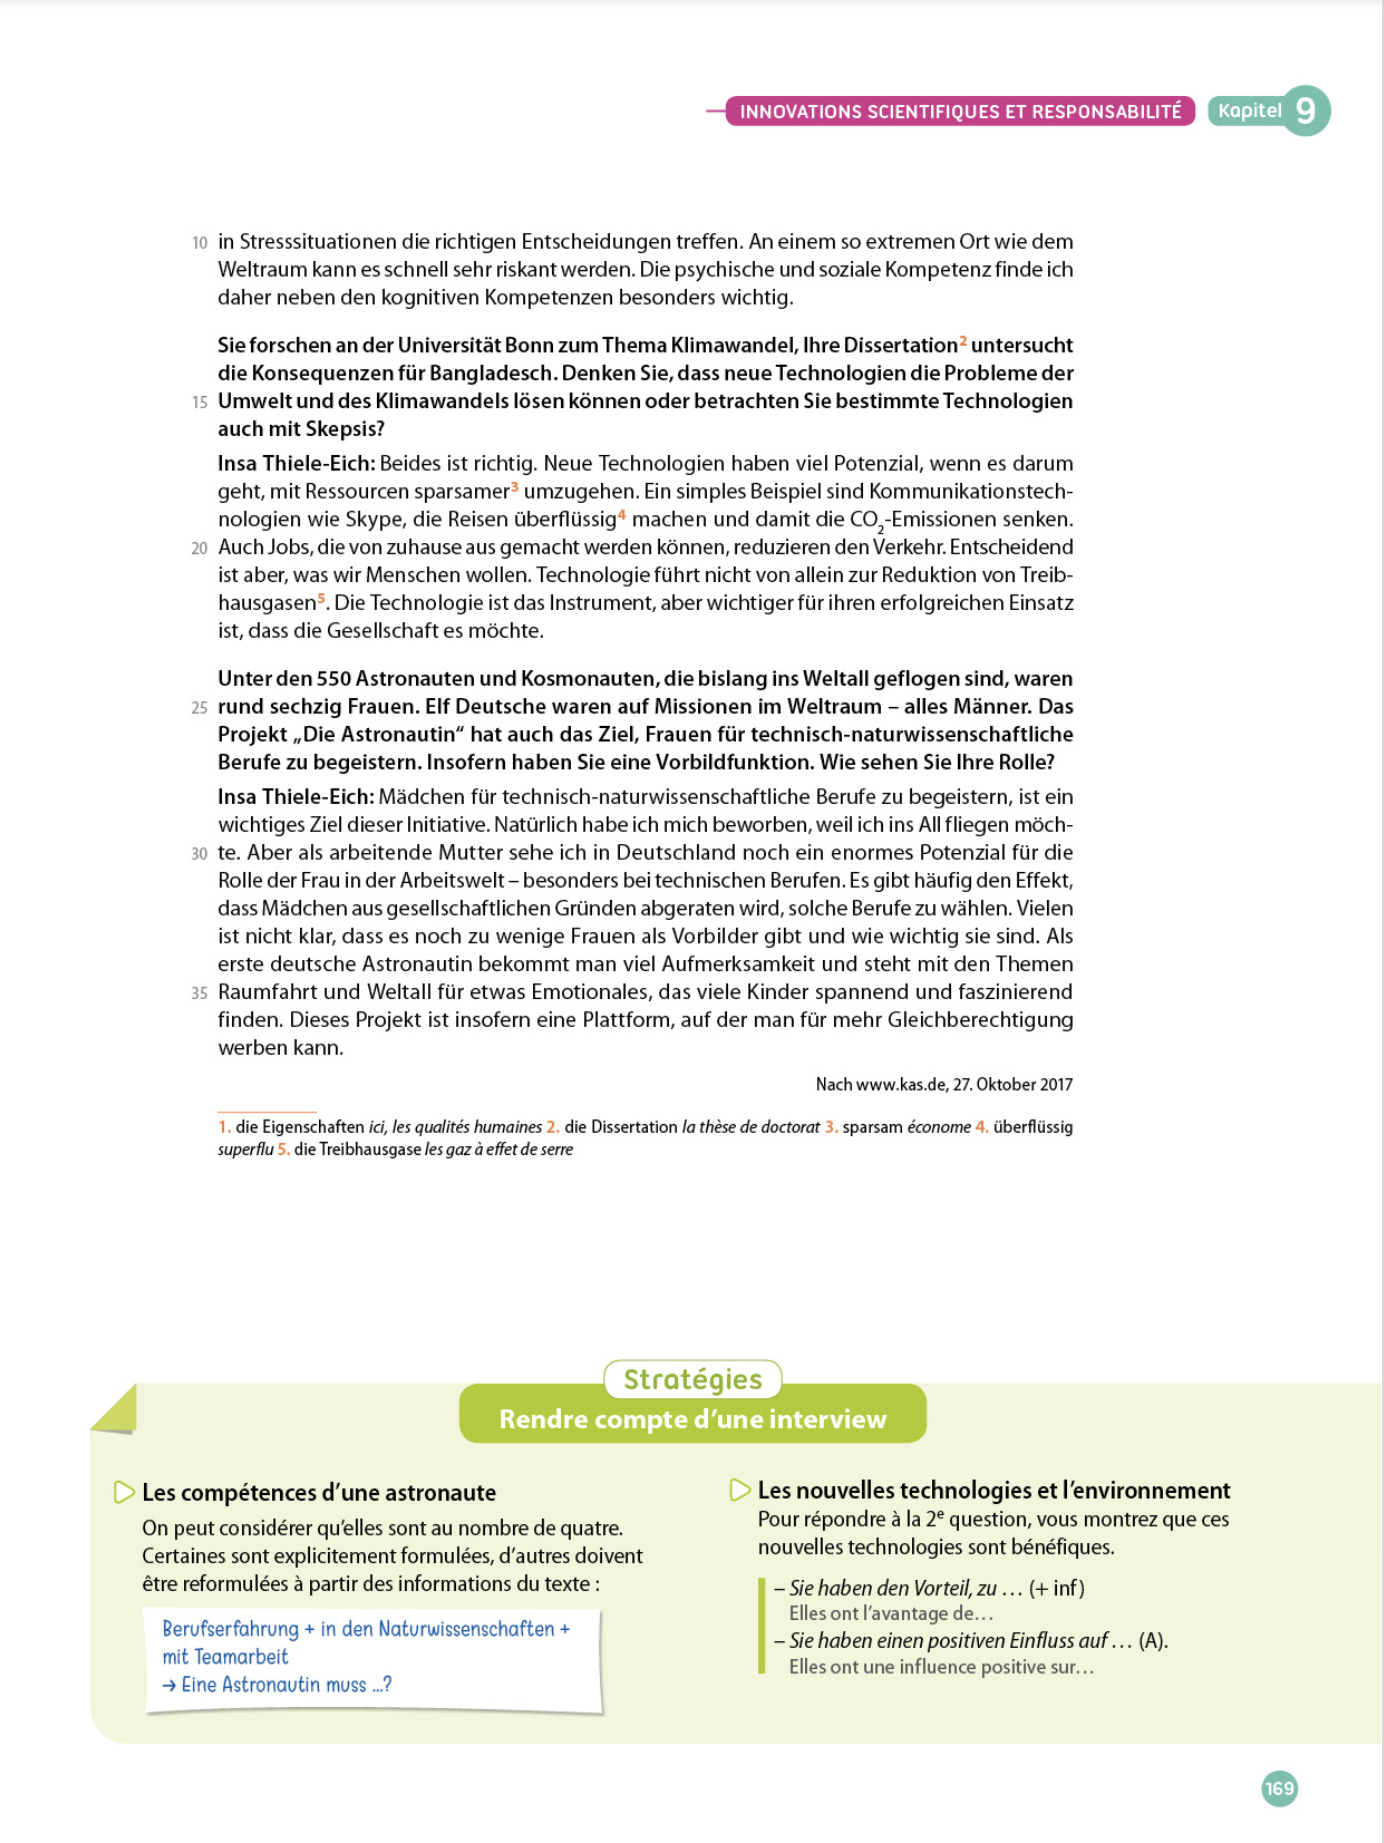 INNOVATIONS SCIENTIFIQUES ET RESPONSABILITÉ Kapitel 9
10 in Stresssituationen die richtigen Entscheidungen treffen. An einem so extremen Ort wie dem
Weltraum kann es schnell sehr riskant werden. Die psychische und soziale Kompetenz finde ich
daher neben den kognitiven Kompetenzen besonders wichtig.
Sie forschen an der Universität Bonn zum Thema Klimawandel, Ihre Dissertation² untersucht
die Konsequenzen für Bangladesch. Denken Sie, dass neue Technologien die Probleme der
15 Umwelt und des Klimawandels lösen können oder betrachten Sie bestimmte Technologien
auch mit Skepsis?
Insa Thiele-Eich: Beides ist richtig. Neue Technologien haben viel Potenzial, wenn es darum
geht, mit Ressourcen sparsamer³ umzugehen. Ein simples Beispiel sind Kommunikationstech-
nologien wie Skype, die Reisen überflüssig⁴ machen und damit die CO₂-Emissionen senken.
20 Auch Jobs, die von zuhause aus gemacht werden können, reduzieren den Verkehr. Entscheidend
ist aber, was wir Menschen wollen. Technologie führt nicht von allein zur Reduktion von Treib-
hausgasen⁵. Die Technologie ist das Instrument, aber wichtiger für ihren erfolgreichen Einsatz
ist, dass die Gesellschaft es möchte.
Unter den 550 Astronauten und Kosmonauten, die bislang ins Weltall geflogen sind, waren
25 rund sechzig Frauen. Elf Deutsche waren auf Missionen im Weltraum – alles Männer. Das
Projekt „Die Astronautin“ hat auch das Ziel, Frauen für technisch-naturwissenschaftliche
Berufe zu begeistern. Insofern haben Sie eine Vorbildfunktion. Wie sehen Sie Ihre Rolle?
Insa Thiele-Eich: Mädchen für technisch-naturwissenschaftliche Berufe zu begeistern, ist ein
wichtiges Ziel dieser Initiative. Natürlich habe ich mich beworben, weil ich ins All fliegen möch-
30 te. Aber als arbeitende Mutter sehe ich in Deutschland noch ein enormes Potenzial für die
Rolle der Frau in der Arbeitswelt – besonders bei technischen Berufen. Es gibt häufig den Effekt,
dass Mädchen aus gesellschaftlichen Gründen abgeraten wird, solche Berufe zu wählen. Vielen
ist nicht klar, dass es noch zu wenige Frauen als Vorbilder gibt und wie wichtig sie sind. Als
erste deutsche Astronautin bekommt man viel Aufmerksamkeit und steht mit den Themen
35 Raumfahrt und Weltall für etwas Emotionales, das viele Kinder spannend und faszinierend
finden. Dieses Projekt ist insofern eine Plattform, auf der man für mehr Gleichberechtigung
werben kann.
Nach www.kas.de, 27. Oktober 2017
1. die Eigenschaften ici, les qualités humaines 2. die Dissertation la thèse de doctorat 3. sparsam économe 4. überflüssig
superflu 5. die Treibhausgase les gaz à effet de serre
Stratégies
Rendre compte d’une interview
Les compétences d’une astronaute
On peut considérer qu’elles sont au nombre de quatre.
Certaines sont explicitement formulées, d’autres doivent
être reformulées à partir des informations du texte :
Berufserfahrung + in den Naturwissenschaften +
mit Teamarbeit
→ Eine Astronautin muss ...?
Les nouvelles technologies et l’environnement
Pour répondre à la 2ᵉ question, vous montrez que ces
nouvelles technologies sont bénéfiques.
– Sie haben den Vorteil, zu … (+ inf)
Elles ont l’avantage de…
– Sie haben einen positiven Einfluss auf … (A).
Elles ont une influence positive sur…
169